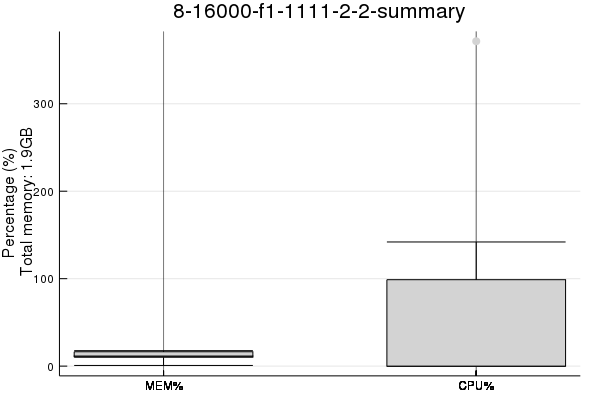 8-16000-f1-1111-2-2-summary
Percentage (%)
Total memory: 1.9GB
300
200
100
0
MEM%
CPU%